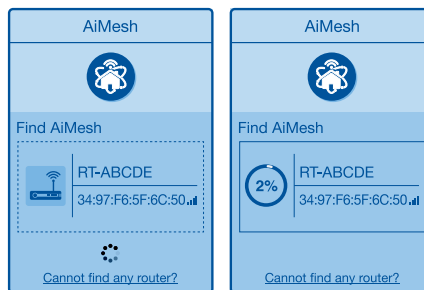 AiMesh
Find AiMesh
RT-ABCDE
34:97:F6:5F:6C:50
Cannot find any router?
AiMesh
Find AiMesh
2%
RT-ABCDE
34:97:F6:5F:6C:50
Cannot find any router?